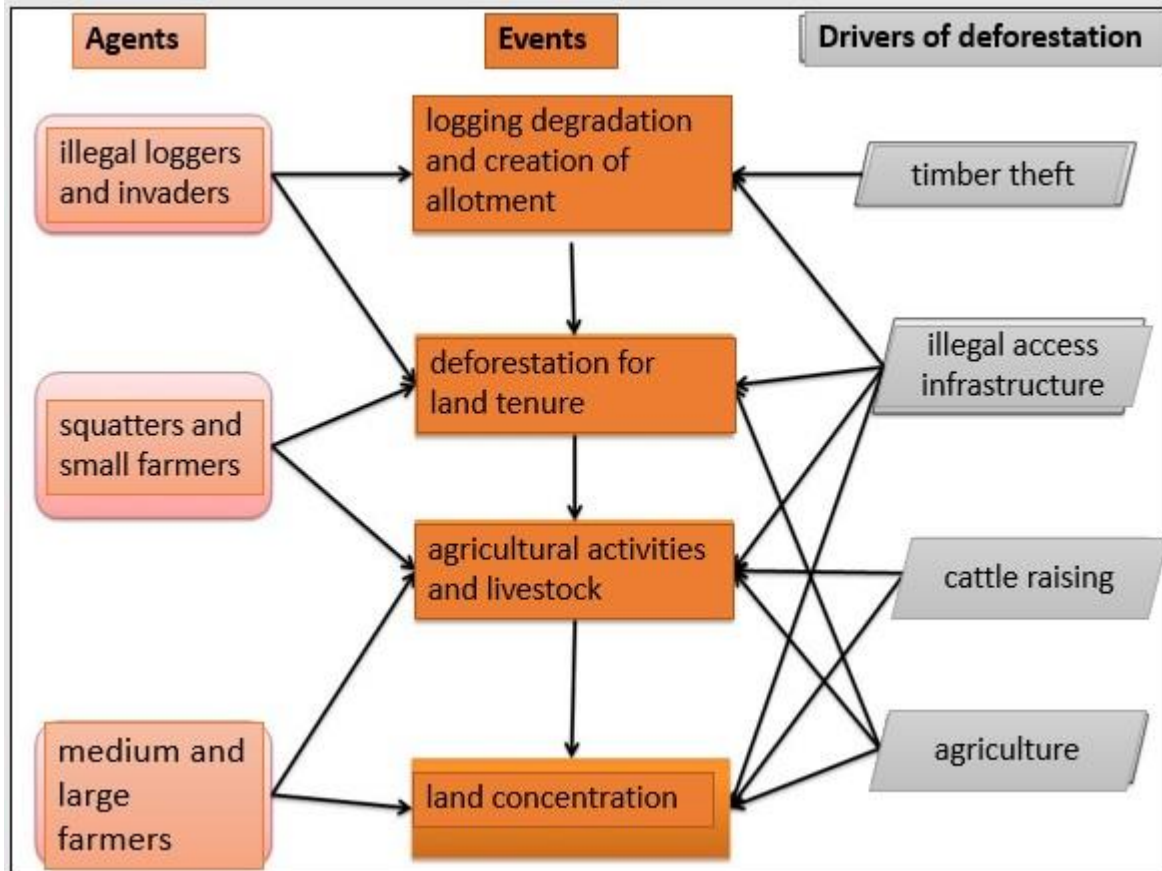 Agents
Events
Drivers of deforestation
illegal loggers
and invaders
logging degradation
and creation of
allotment
timber theft
squatters and
small farmers
deforestation for
land tenure
illegal access
infrastructure
agricultural activities
and livestock
cattle raising
medium and
large
farmers
land concentration
agriculture